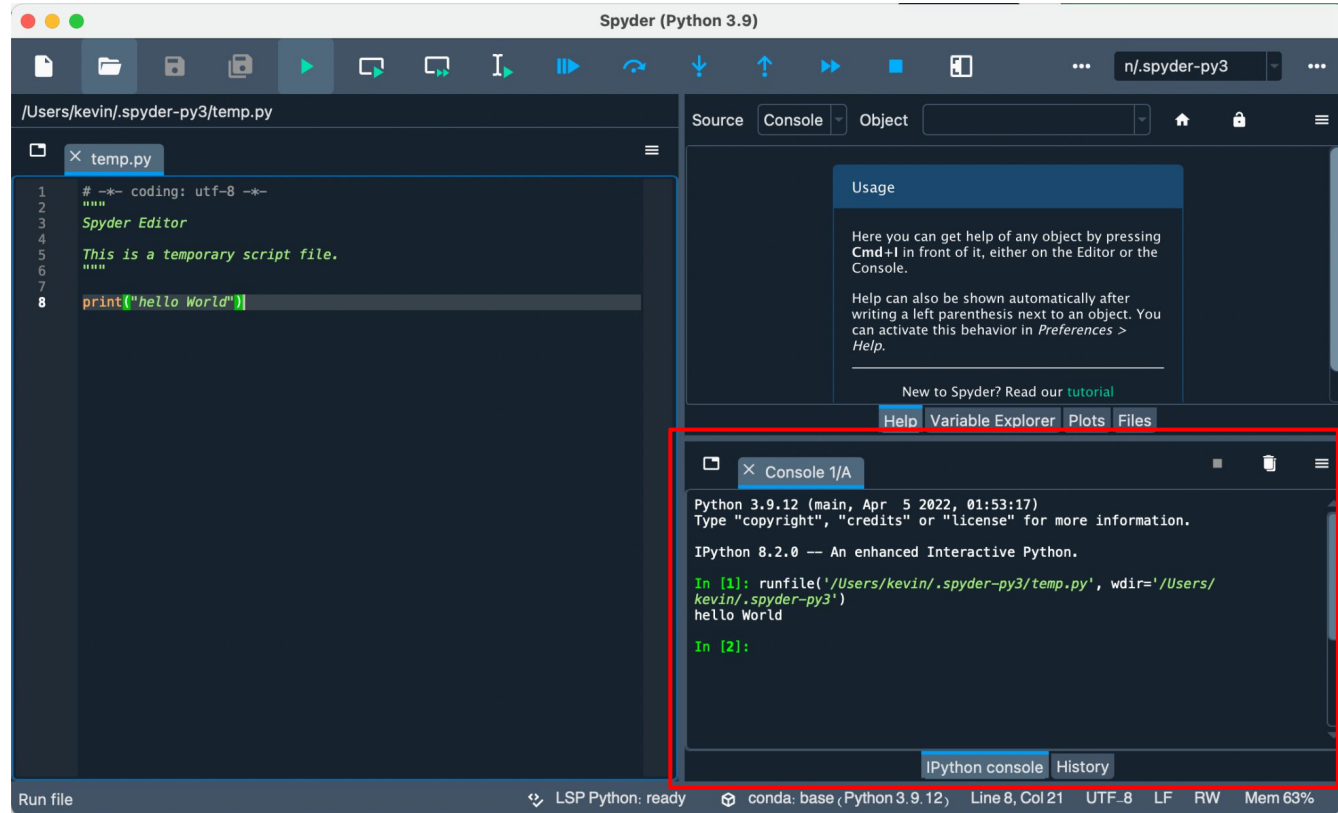 Spyder (Python 3.9)
n/.spyder-py3
/Users/kevin/.spyder-py3/temp.py
temp.py
1 # -*- coding: utf-8 -*-
2 """
3 Spyder Editor
4
5 This is a temporary script file.
6 """
7
8 print("hello World")
Source Console Object
Usage
Here you can get help of any object by pressing
Cmd+I in front of it, either on the Editor or the
Console.
Help can also be shown automatically after
writing a left parenthesis next to an object. You
can activate this behavior in Preferences >
Help.
New to Spyder? Read our tutorial
Help Variable Explorer Plots Files
Console 1/A
Python 3.9.12 (main, Apr  5 2022, 01:53:17)
Type "copyright", "credits" or "license" for more information.
IPython 8.2.0 -- An enhanced Interactive Python.
In [1]: runfile('/Users/kevin/.spyder-py3/temp.py', wdir='/Users/
kevin/.spyder-py3')
hello World
In [2]:
IPython console History
Run file LSP Python: ready conda: base (Python 3.9.12) Line 8, Col 21 UTF-8 LF RW Mem 63%